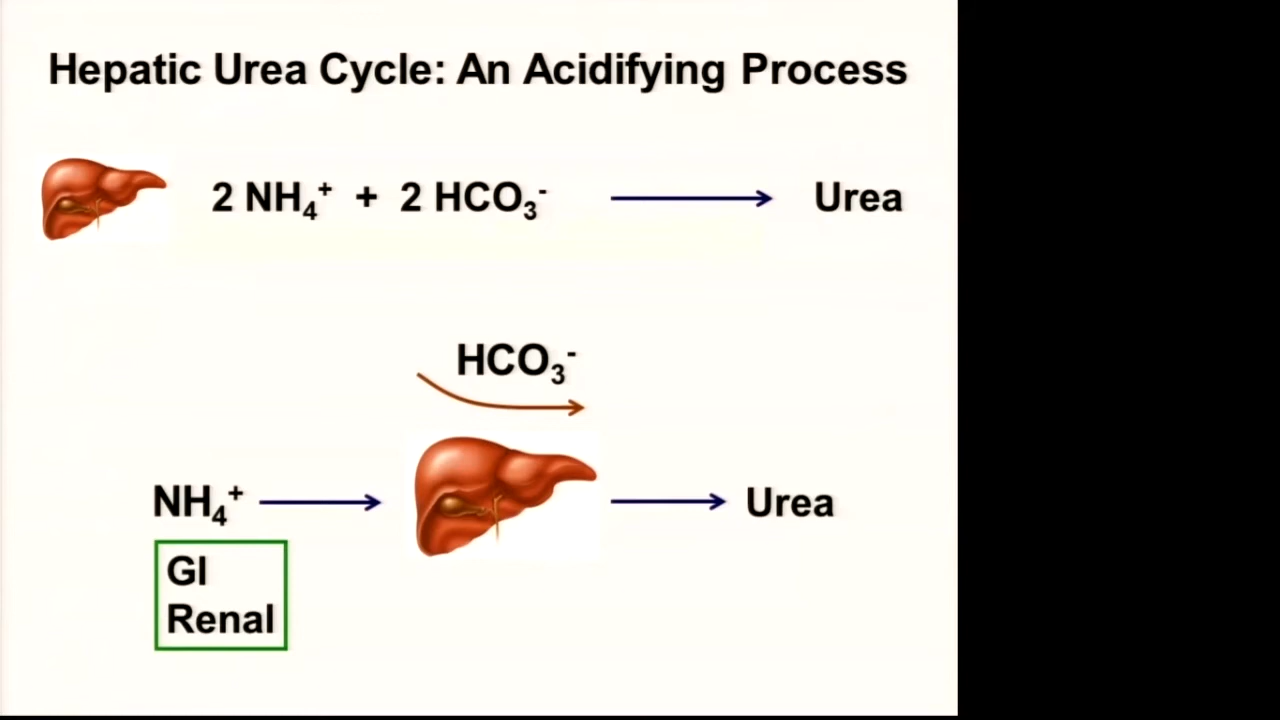 Hepatic Urea Cycle: An Acidifying Process
2 NH₄⁺ + 2 HCO₃⁻ → Urea
HCO₃⁻
NH₄⁺ → → Urea
GI
Renal